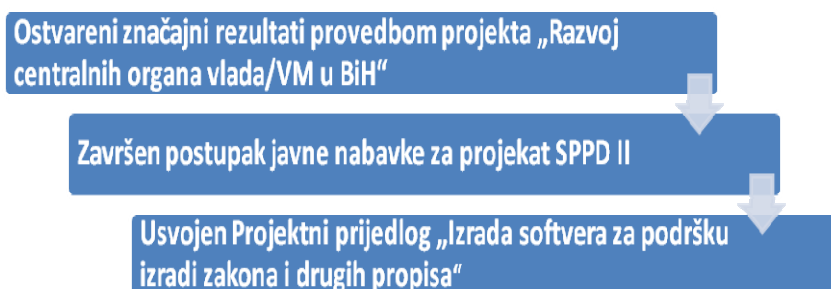 Ostvareni značajni rezultati provedbom projekta „Razvoj
centralnih organa vlada/VM u BiH“
Završen postupak javne nabavke za projekat SPPD II
Usvojen Projektni prijedlog „Izrada softvera za podršku
izradi zakona i drugih propisa“